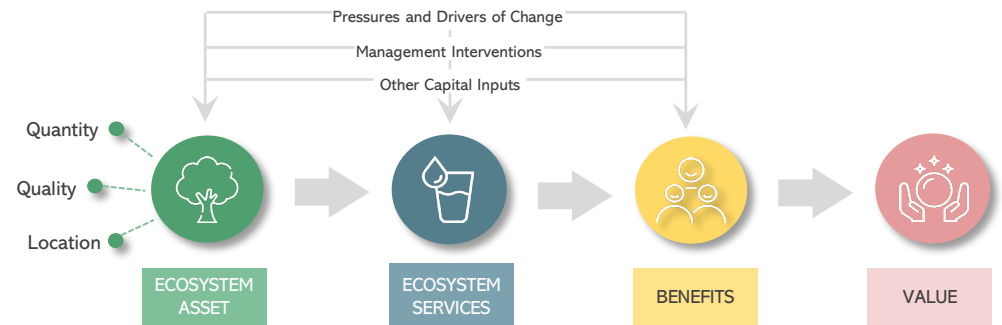 Pressures and Drivers of Change
Management Interventions
Other Capital Inputs
Quantity
Quality
Location
ECOSYSTEM
ASSET
ECOSYSTEM
SERVICES
BENEFITS
VALUE